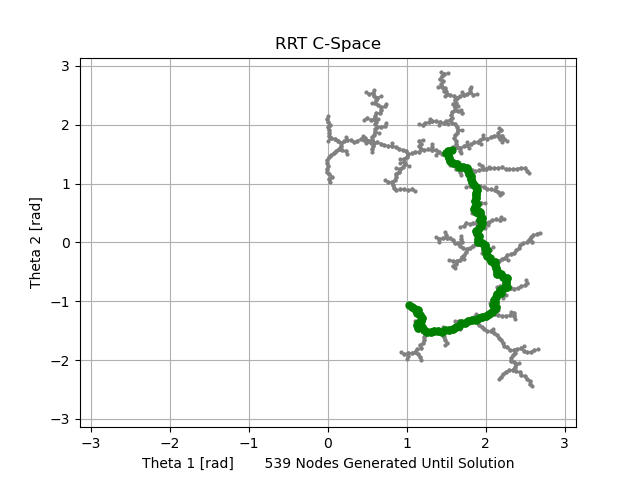 RRT C-Space
3
2
1
0
−1
−2
−3
Theta 2 [rad]
−3 −2 −1 0 1 2 3
Theta 1 [rad] 539 Nodes Generated Until Solution